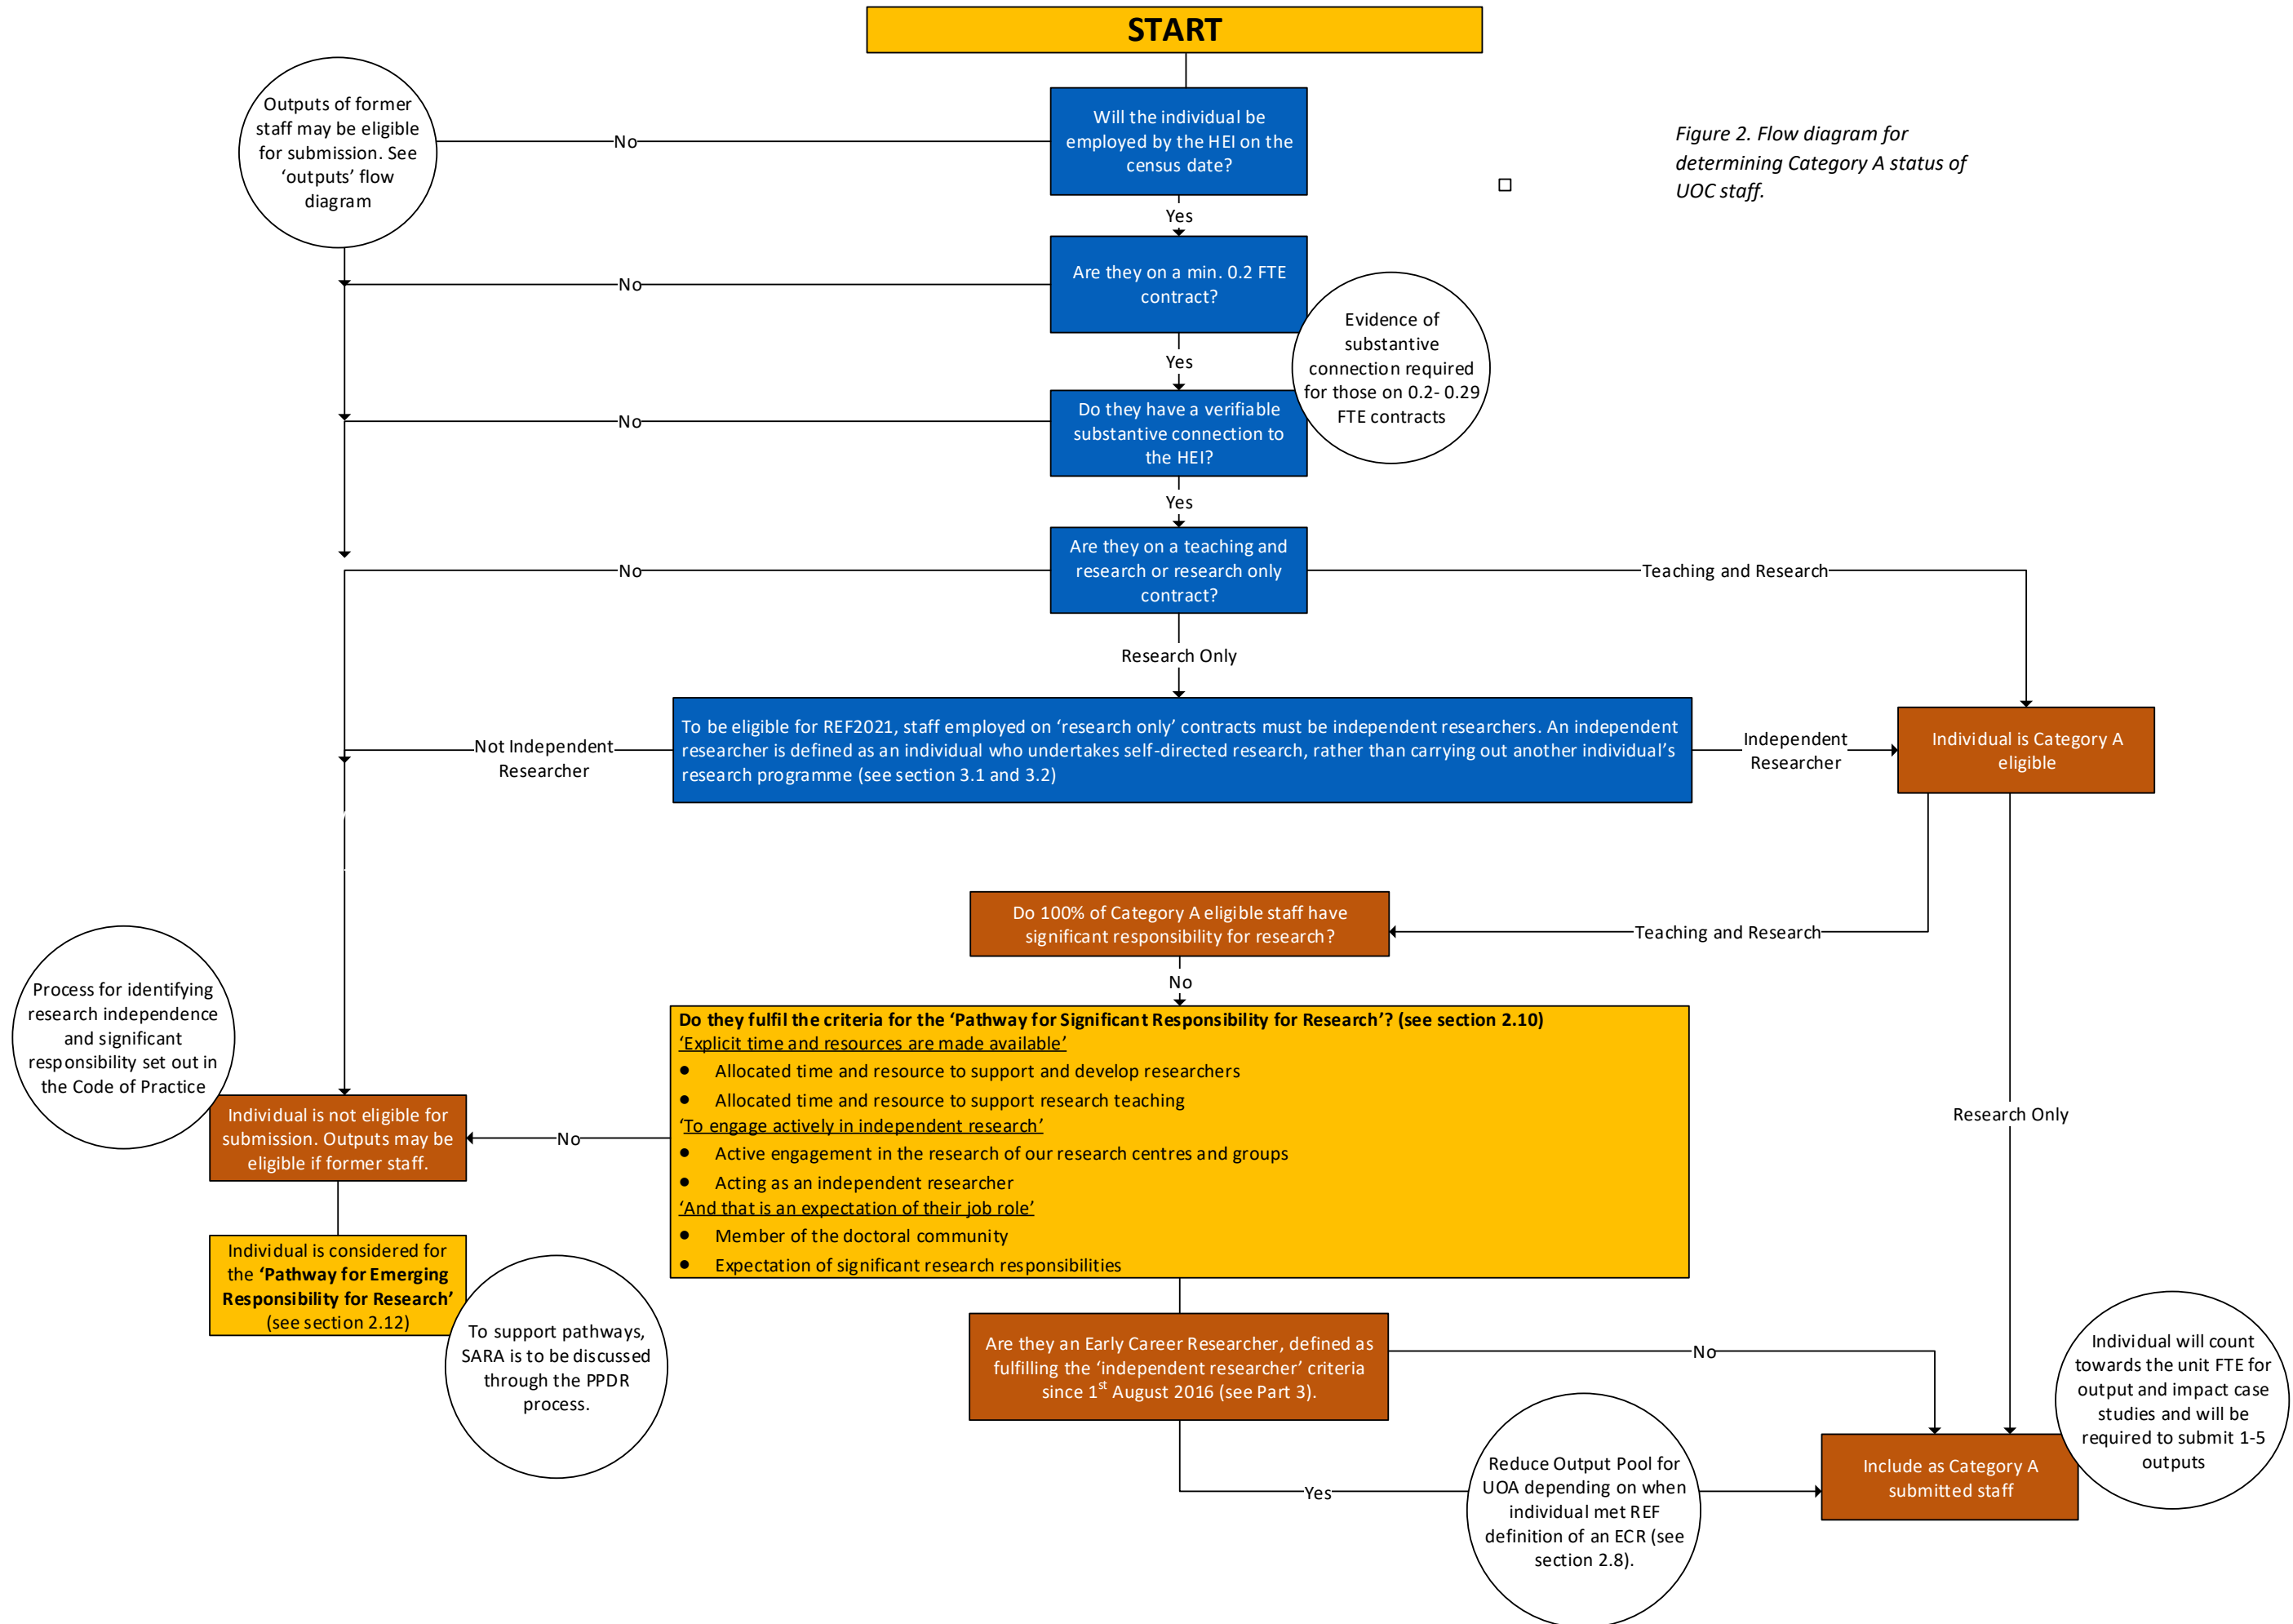 START
Outputs of former
staff may be eligible
for submission. See
‘outputs’ flow
diagram
No
Will the individual be
employed by the HEI on the
census date?
Figure 2. Flow diagram for
determining Category A status of
UOC staff.
Yes
No
Are they on a min. 0.2 FTE
contract?
Evidence of
substantive
connection required
for those on 0.2- 0.29
FTE contracts
Yes
No
Do they have a verifiable
substantive connection to
the HEI?
Yes
No
Are they on a teaching and
research or research only
contract?
Teaching and Research
Research Only
Not Independent
Researcher
To be eligible for REF2021, staff employed on ‘research only’ contracts must be independent researchers. An independent
researcher is defined as an individual who undertakes self-directed research, rather than carrying out another individual’s
research programme (see section 3.1 and 3.2)
Independent
Researcher
Individual is Category A
eligible
Do 100% of Category A eligible staff have
significant responsibility for research?
Teaching and Research
No
Process for identifying
research independence
and significant
responsibility set out in
the Code of Practice
Do they fulfil the criteria for the ‘Pathway for Significant Responsibility for Research’? (see section 2.10)
‘Explicit time and resources are made available’
● Allocated time and resource to support and develop researchers
● Allocated time and resource to support research teaching
‘To engage actively in independent research’
● Active engagement in the research of our research centres and groups
● Acting as an independent researcher
‘And that is an expectation of their job role’
● Member of the doctoral community
● Expectation of significant research responsibilities
Research Only
No
Individual is not eligible for
submission. Outputs may be
eligible if former staff.
Individual is considered for
the ‘Pathway for Emerging
Responsibility for Research’
(see section 2.12)
To support pathways,
SARA is to be discussed
through the PPDR
process.
Are they an Early Career Researcher, defined as
fulfilling the ‘independent researcher’ criteria
since 1st August 2016 (see Part 3).
No
Individual will count
towards the unit FTE for
output and impact case
studies and will be
required to submit 1-5
outputs
Yes
Reduce Output Pool for
UOA depending on when
individual met REF
definition of an ECR (see
section 2.8).
Include as Category A
submitted staff